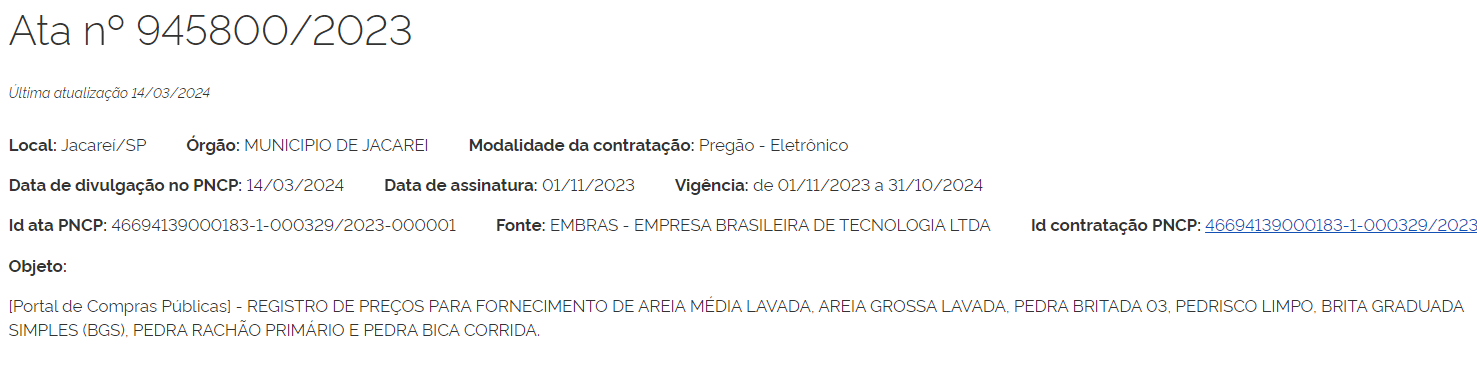 Ata nº 945800/2023
Última atualização 14/03/2024
Local: Jacareí/SP Órgão: MUNICIPIO DE JACAREI Modalidade da contratação: Pregão - Eletrônico
Data de divulgação no PNCP: 14/03/2024 Data de assinatura: 01/11/2023 Vigência: de 01/11/2023 a 31/10/2024
Id ata PNCP: 46694139000183-1-000329/2023-000001 Fonte: EMBRAS - EMPRESA BRASILEIRA DE TECNOLOGIA LTDA Id contratação PNCP: 46694139000183-1-000329/2023
Objeto:
[Portal de Compras Públicas] - REGISTRO DE PREÇOS PARA FORNECIMENTO DE AREIA MÉDIA LAVADA, AREIA GROSSA LAVADA, PEDRA BRITADA 03, PEDRISCO LIMPO, BRITA GRADUADA
SIMPLES (BGS), PEDRA RACHÃO PRIMÁRIO E PEDRA BICA CORRIDA.